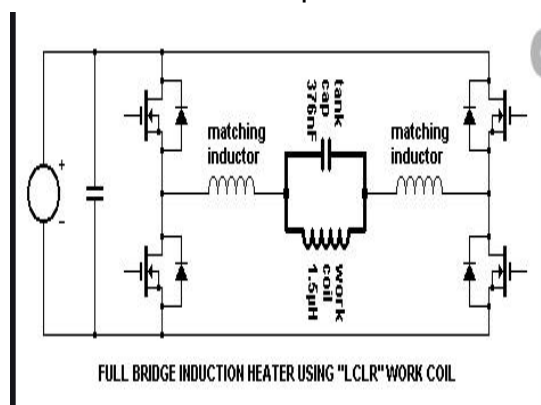 matching
inductor
tank
cap
376nF
matching
inductor
+
-
work
coil
1.5µH
FULL BRIDGE INDUCTION HEATER USING "LCLR" WORK COIL